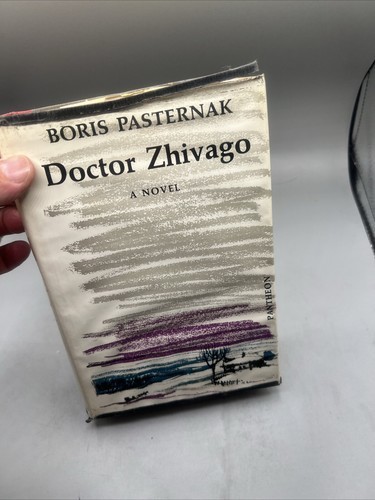 BORIS PASTERNAK
Doctor Zhivago
A NOVEL
PANTHEON